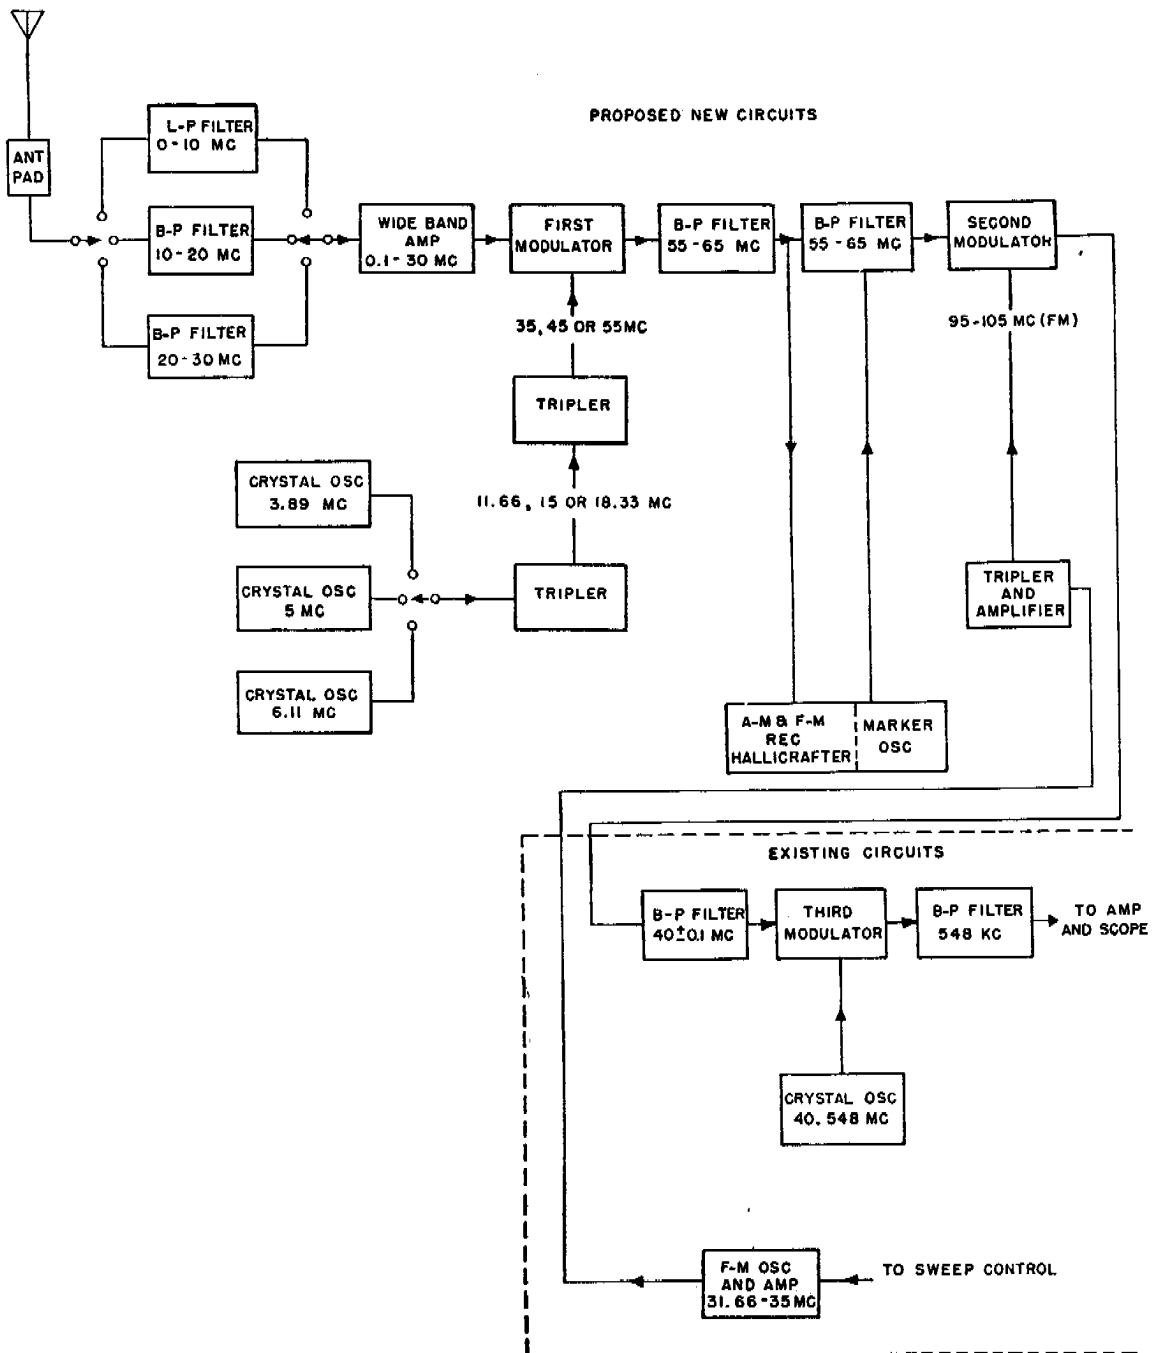 PROPOSED NEW CIRCUITS
ANT
PAD
L-P FILTER
0-10 MC
B-P FILTER
10-20 MC
B-P FILTER
20-30 MC
WIDE BAND
AMP
0.1-30 MC
FIRST
MODULATOR
B-P FILTER
55-65 MC
B-P FILTER
55-65 MC
SECOND
MODULATOR
35, 45 OR 55MC
95-105 MC (FM)
TRIPLER
CRYSTAL OSC
3.89 MC
11.66, 15 OR 18.33 MC
CRYSTAL OSC
5 MC
TRIPLER
TRIPLER
AND
AMPLIFIER
CRYSTAL OSC
6.11 MC
A-M & F-M
REC
HALLICRAFTER
MARKER
OSC
EXISTING CIRCUITS
B-P FILTER
40±0.1 MC
THIRD
MODULATOR
B-P FILTER
548 KC
TO AMP
AND SCOPE
CRYSTAL OSC
40.548 MC
F-M OSC
AND AMP
31.66-35MC
TO SWEEP CONTROL